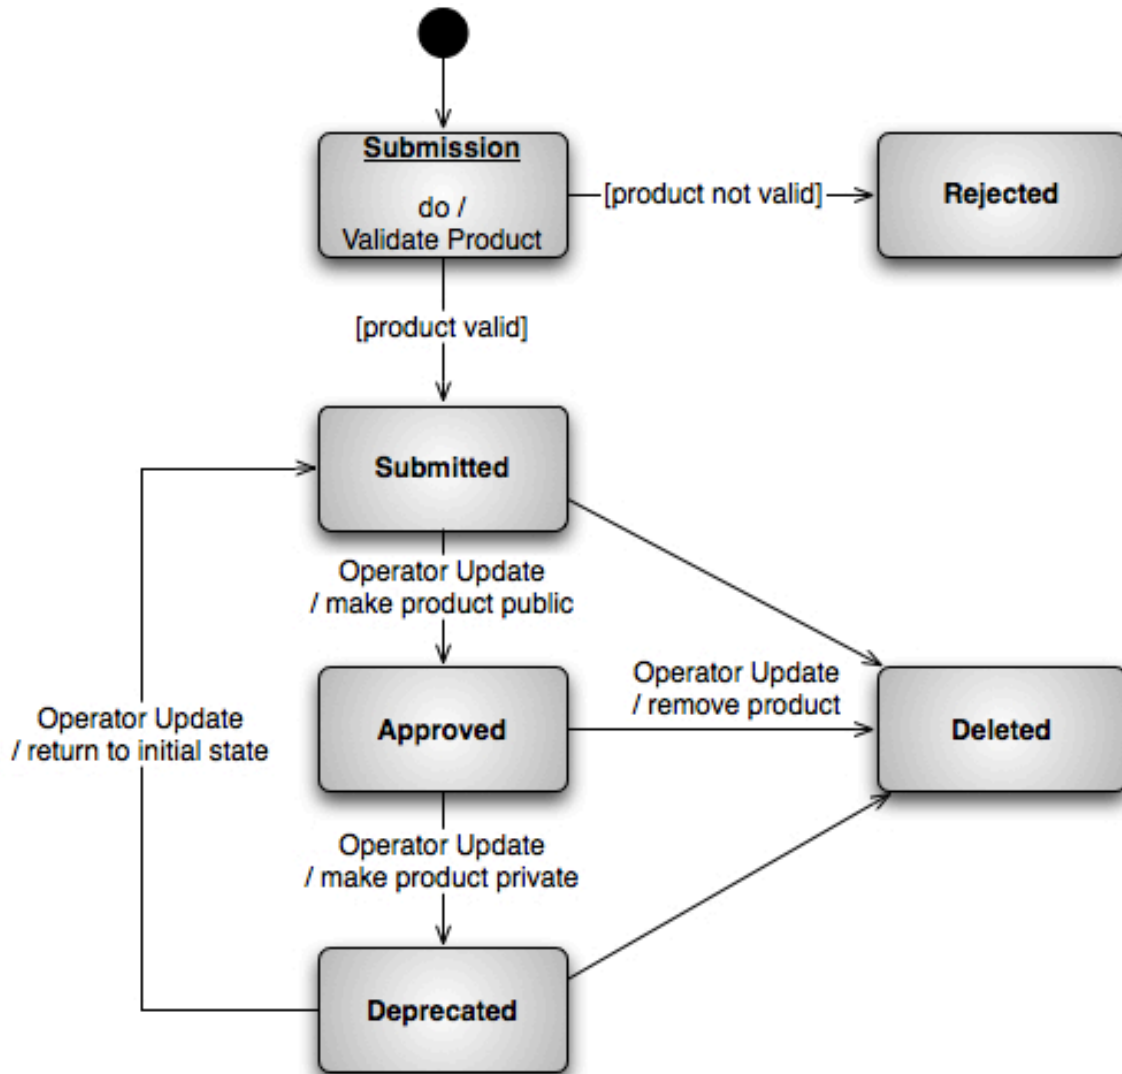 Submission
do /
Validate Product
[product not valid]
Rejected
[product valid]
Submitted
Operator Update
/ make product public
Operator Update
/ return to initial state
Approved
Operator Update
/ remove product
Deleted
Operator Update
/ make product private
Deprecated